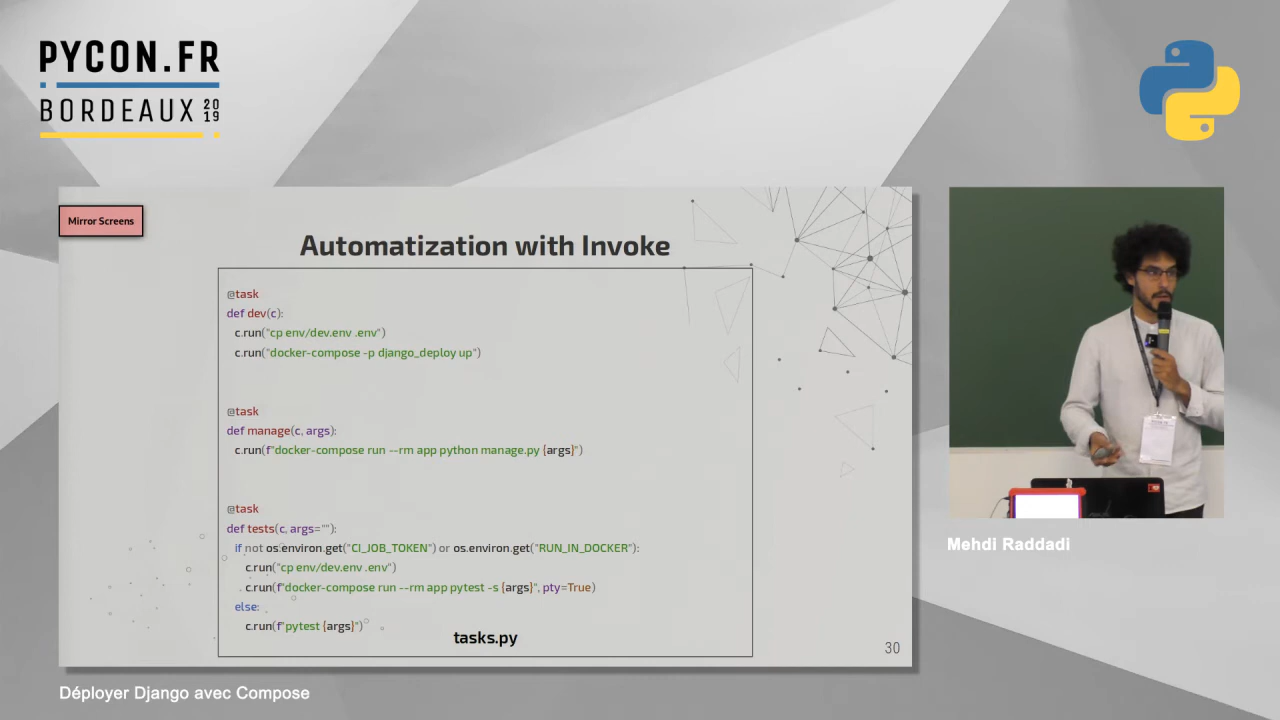 PYCON.FR
BORDEAUX 2019
Mirror Screens
Automatization with Invoke
@task
def dev(c):
c.run("cp env/dev.env .env")
c.run("docker-compose -p django_deploy up")
@task
def manage(c, args):
c.run(f"docker-compose run --rm app python manage.py {args}")
@task
def tests(c, args=""):
if not os.environ.get("CI_JOB_TOKEN") or os.environ.get("RUN_IN_DOCKER"):
c.run("cp env/dev.env .env")
c.run(f"docker-compose run --rm app pytest -s {args}", pty=True)
else:
c.run(f"pytest {args}")
tasks.py
30
Mehdi Raddadi
Déployer Django avec Compose